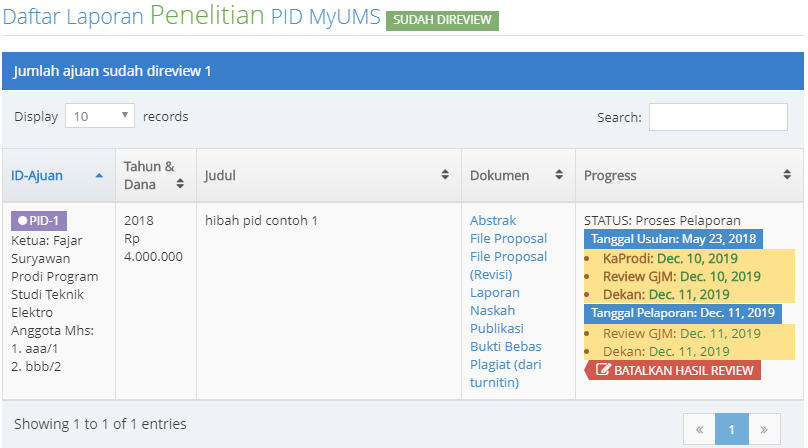 Daftar Laporan Penelitian PID MyUMS SUDAH DIREVIEW
Jumlah ajuan sudah direview 1
Display 10 records
Search:
ID-Ajuan
Tahun &
Dana
Judul
Dokumen
Progress
PID-1
Ketua: Fajar
Suryawan
Prodi Program
Studi Teknik
Elektro
Anggota Mhs:
1. aaa/1
2. bbb/2
2018
Rp
4.000.000
hibah pid contoh 1
Abstrak
File Proposal
File Proposal
(Revisi)
Laporan
Naskah
Publikasi
Bukti Bebas
Plagiat (dari
turnitin)
STATUS: Proses Pelaporan
Tanggal Usulan: May 23, 2018
• KaProdi: Dec. 10, 2019
• Review GJM: Dec. 10, 2019
• Dekan: Dec. 11, 2019
Tanggal Pelaporan: Dec. 11, 2019
• Review GJM: Dec. 11, 2019
• Dekan: Dec. 11, 2019
BATALKAN HASIL REVIEW
Showing 1 to 1 of 1 entries
« 1 »